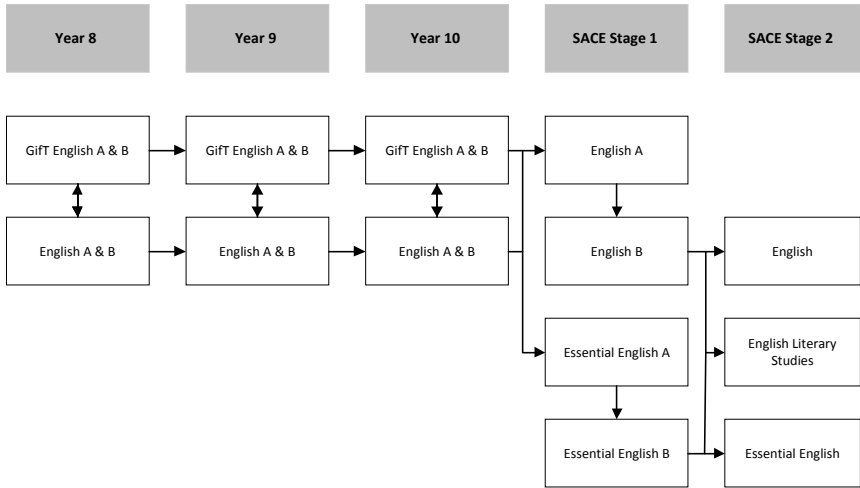 Year 8
Year 9
Year 10
SACE Stage 1
SACE Stage 2
GifT English A & B
GifT English A & B
GifT English A & B
English A
English A & B
English A & B
English A & B
English B
English
Essential English A
English Literary
Studies
Essential English B
Essential English